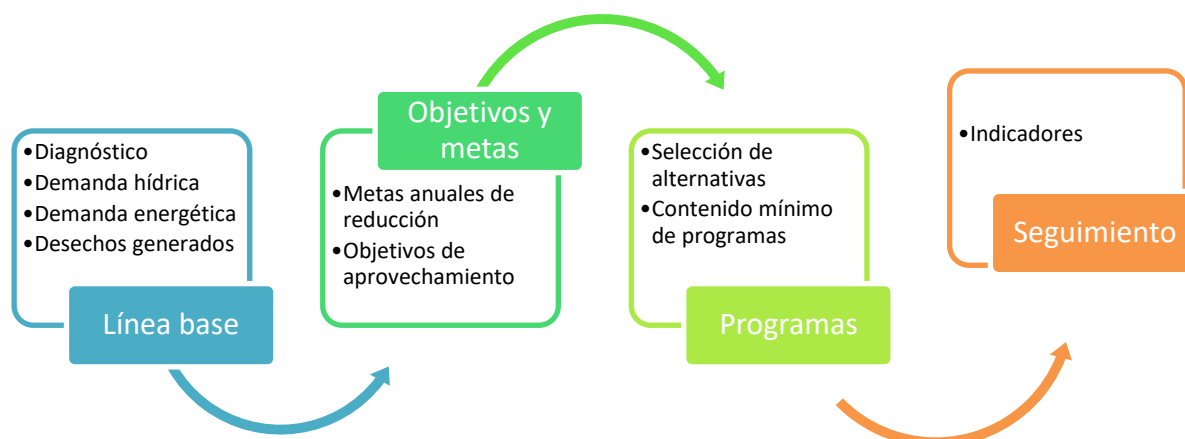 •Diagnóstico
•Demanda hídrica
•Demanda energética
•Desechos generados
Línea base
Objetivos y
metas
•Metas anuales de
reducción
•Objetivos de
aprovechamiento
•Selección de
alternativas
•Contenido mínimo
de programas
Programas
•Indicadores
Seguimiento